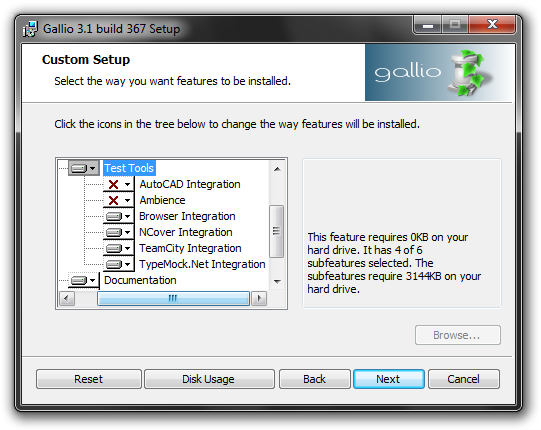 Gallio 3.1 build 367 Setup
Custom Setup
Select the way you want features to be installed.
gallio
Click the icons in the tree below to change the way features will be installed.
Test Tools
AutoCAD Integration
Ambience
Browser Integration
NCover Integration
TeamCity Integration
TypeMock.Net Integration
Documentation
This feature requires 0KB on your
hard drive. It has 4 of 6
subfeatures selected. The
subfeatures require 3144KB on your
hard drive.
Browse...
Reset
Disk Usage
Back
Next
Cancel